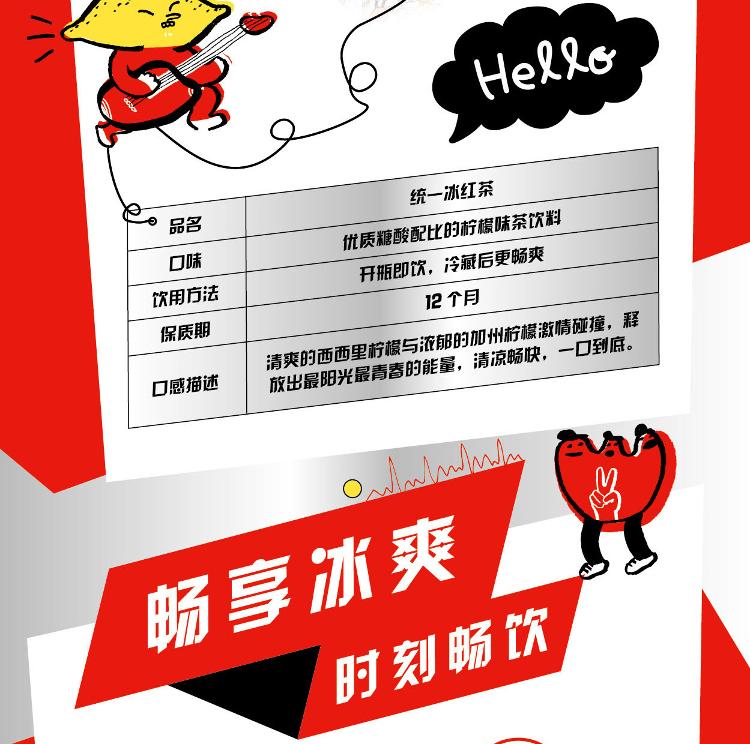 Hello
品名
统一冰红茶
口味
优质糖酸配比的柠檬味茶饮料
饮用方法
开瓶即饮，冷藏后更畅爽
保质期
12个月
口感描述
清爽的西西里柠檬与浓郁的加州柠檬激情碰撞，释
放出最阳光最青春的能量，清凉畅快，一口到底。
畅享冰爽
时刻畅饮